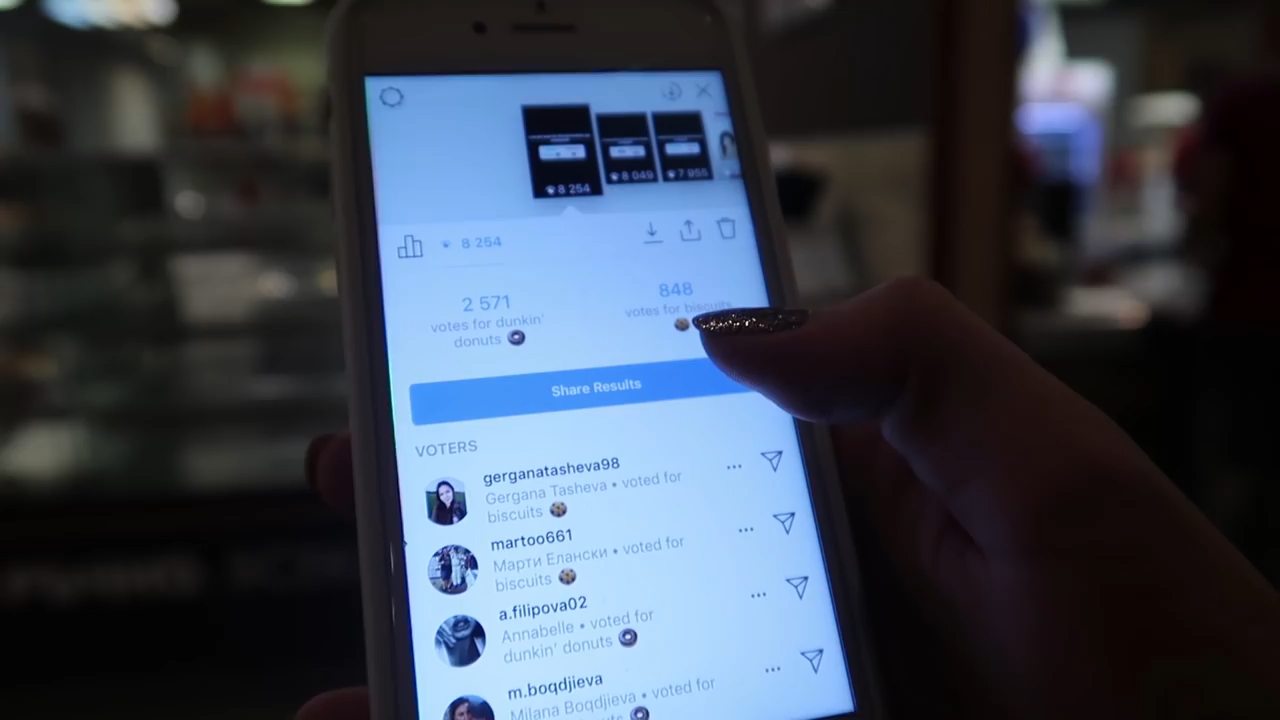 8 254
8 049
7 955
8 254
2 571
votes for dunkin'
donuts
848
votes for biscuits
Share Results
VOTERS
gerganatasheva98
Gergana Tasheva • voted for
biscuits
martoo661
Марти Елански • voted for
biscuits
a.filipova02
Annabelle • voted for
dunkin' donuts
m.boqdjieva
Milana Boqdjieva • voted for